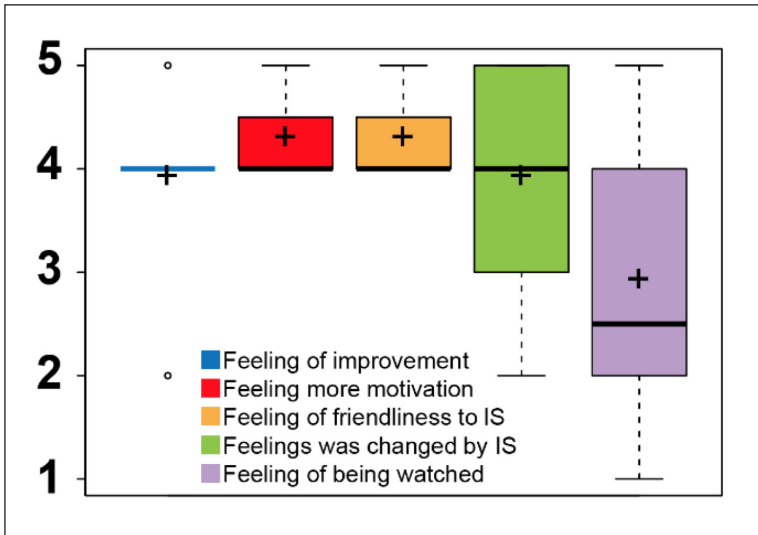 5
4
3
2
1
Feeling of improvement
Feeling more motivation
Feeling of friendliness to IS
Feelings was changed by IS
Feeling of being watched